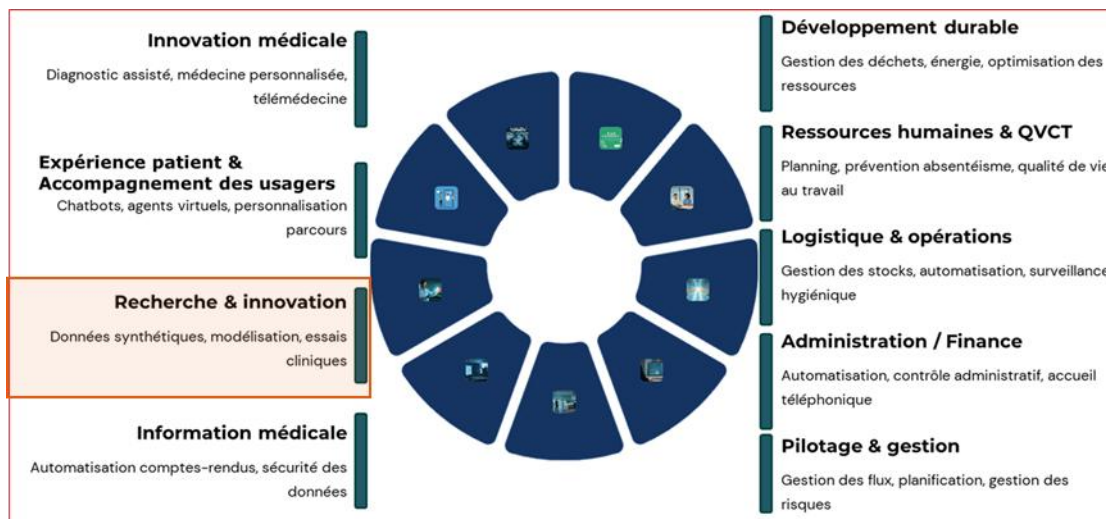 Innovation médicale
Diagnostic assisté, médecine personnalisée,
télémédecine
Expérience patient &
Accompagnement des usagers
Chatbots, agents virtuels, personnalisation
parcours
Recherche & innovation
Données synthétiques, modélisation, essais
cliniques
Information médicale
Automatisation comptes-rendus, sécurité des
données
Développement durable
Gestion des déchets, énergie, optimisation des
ressources
Ressources humaines & QVCT
Planning, prévention absentéisme, qualité de vie
au travail
Logistique & opérations
Gestion des stocks, automatisation, surveillance
hygiénique
Administration / Finance
Automatisation, contrôle administratif, accueil
téléphonique
Pilotage & gestion
Gestion des flux, planification, gestion des
risques